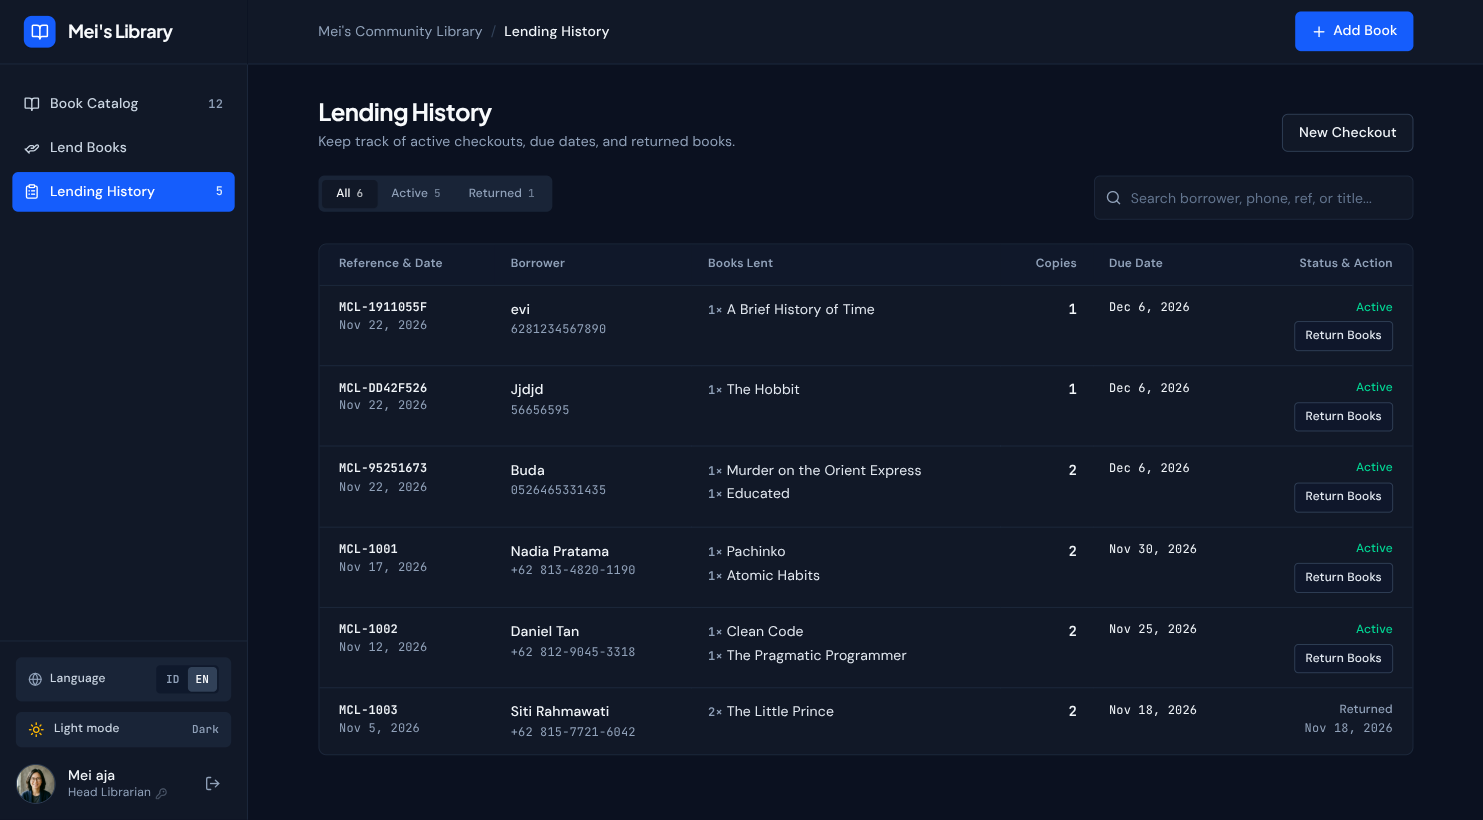 Mei's Library
Mei's Community Library / Lending History
+ Add Book
Book Catalog 12
Lend Books
Lending History 5
Lending History
Keep track of active checkouts, due dates, and returned books.
New Checkout
All 6 Active 5 Returned 1
Search borrower, phone, ref, or title...
Reference & Date Borrower Books Lent Copies Due Date Status & Action
MCL-1911055F evi 1× A Brief History of Time 1 Dec 6, 2026 Active
Nov 22, 2026 6281234567890 Return Books
MCL-DD42F526 Jjdjd 1× The Hobbit 1 Dec 6, 2026 Active
Nov 22, 2026 56656595 Return Books
MCL-95251673 Buda 1× Murder on the Orient Express 2 Dec 6, 2026 Active
Nov 22, 2026 0526465331435 1× Educated Return Books
MCL-1001 Nadia Pratama 1× Pachinko 2 Nov 30, 2026 Active
Nov 17, 2026 +62 813-4820-1190 1× Atomic Habits Return Books
MCL-1002 Daniel Tan 1× Clean Code 2 Nov 25, 2026 Active
Nov 12, 2026 +62 812-9045-3318 1× The Pragmatic Programmer Return Books
MCL-1003 Siti Rahmawati 2× The Little Prince 2 Nov 18, 2026 Returned
Nov 5, 2026 +62 815-7721-6042 Nov 18, 2026
Language ID EN
Light mode Dark
Mei aja
Head Librarian